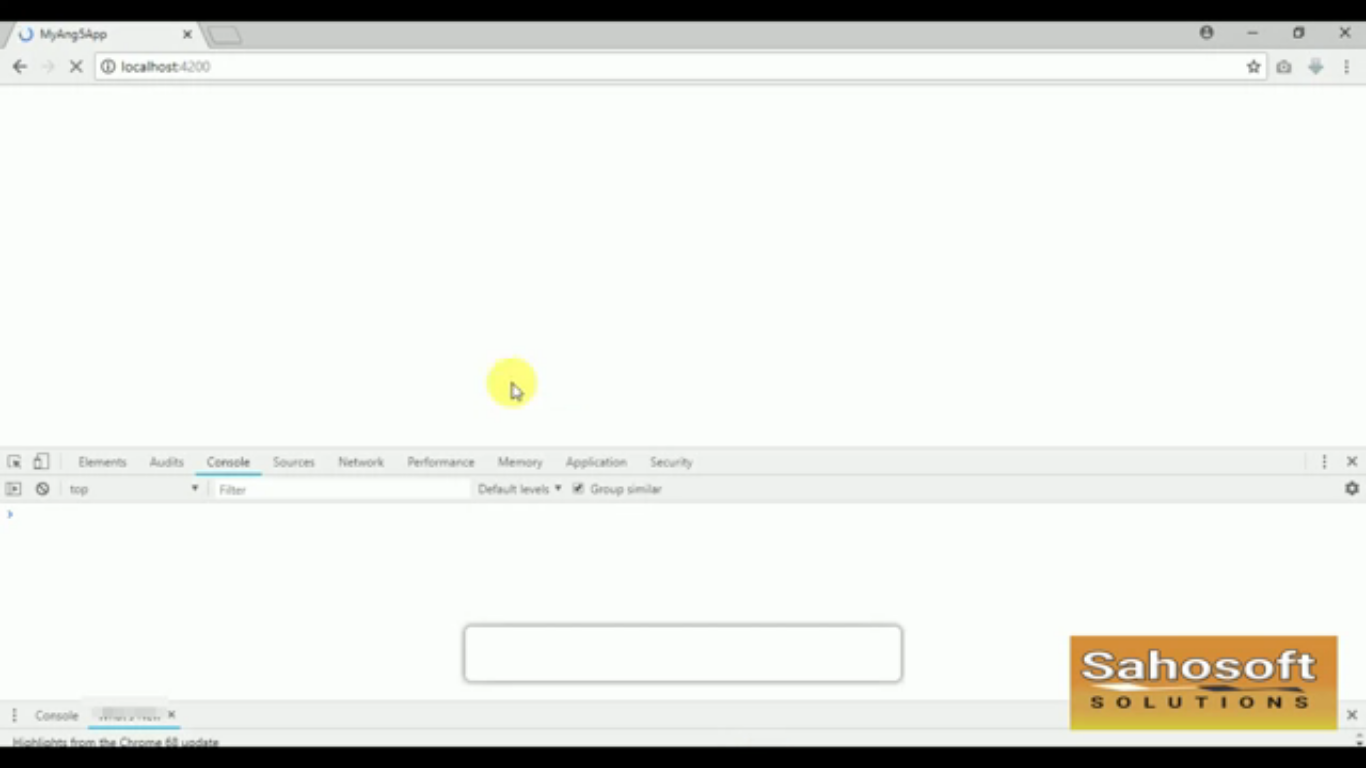 MyAng5App
localhost:4200
Elements Audits Console Sources Network Performance Memory Application Security
top Filter Default levels Group similar
Sahosoft
SOLUTIONS
Console
Highlights from the Chrome 68 update